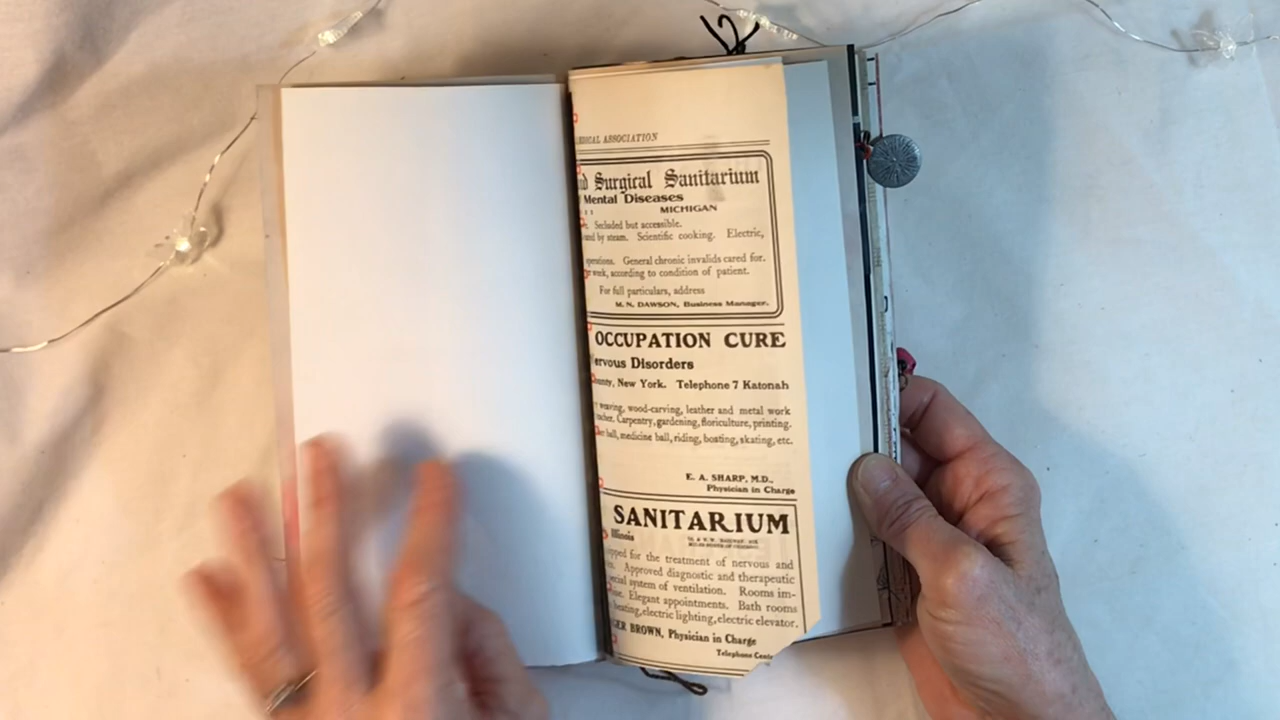 MEDICAL ASSOCIATION
Surgical Sanitarium
Mental Diseases
11 MICHIGAN
Secluded but accessible.
by steam. Scientific cooking. Electric,
General chronic invalids cared for.
week, according to condition of patient.
For full particulars, address
M. N. DAWSON, Business Manager.
OCCUPATION CURE
ervous Disorders
ounty, New York. Telephone 7 Katonah
weaving, wood-carving, leather and metal work
Carpentry, gardening, floriculture, printing.
ball, medicine ball, riding, boating, skating, etc.
E. A. SHARP, M.D.,
Physician in Charge
SANITARIUM
Illinois
pped for the treatment of nervous and
Approved diagnostic and therapeutic
ecial system of ventilation. Rooms im-
Elegant appointments. Bath rooms
heating, electric lighting, electric elevator.
GER BROWN, Physician in Charge
Telephone